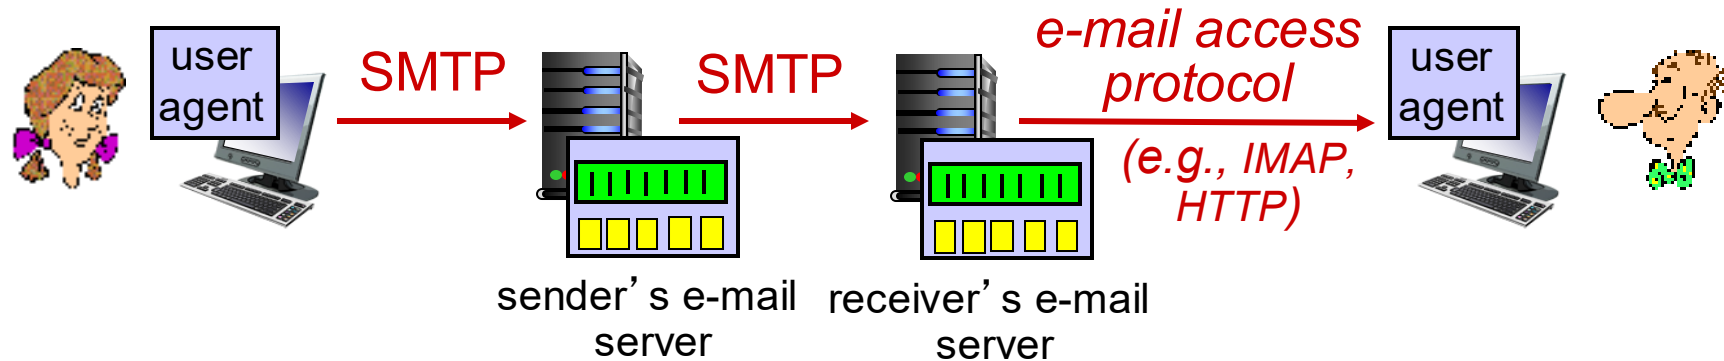 user
agent
SMTP
SMTP
e-mail access
protocol
(e.g., IMAP,
HTTP)
user
agent
sender’s e-mail
server
receiver’s e-mail
server